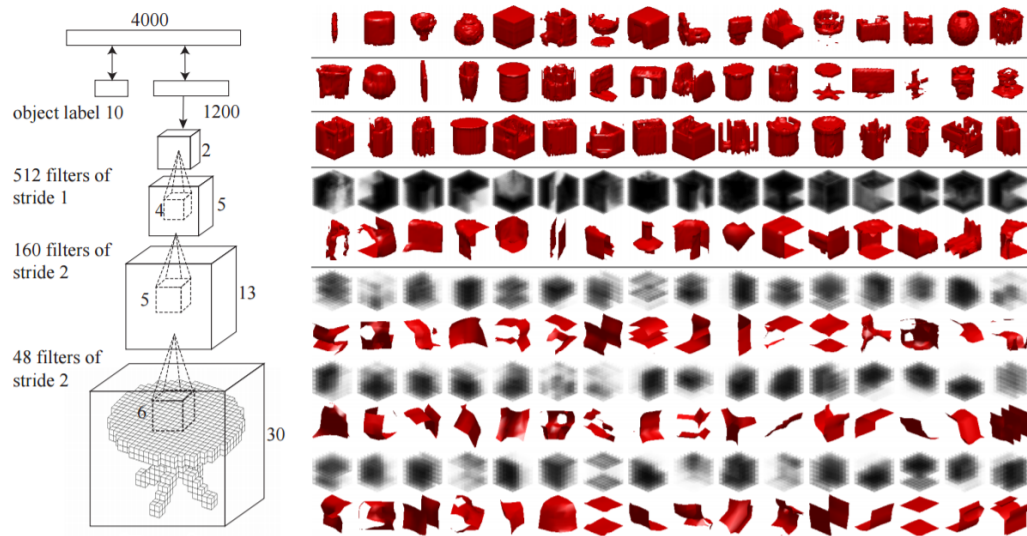 4000
object label 10
1200
2
512 filters of
stride 1
4
5
160 filters of
stride 2
5
13
48 filters of
stride 2
6
30